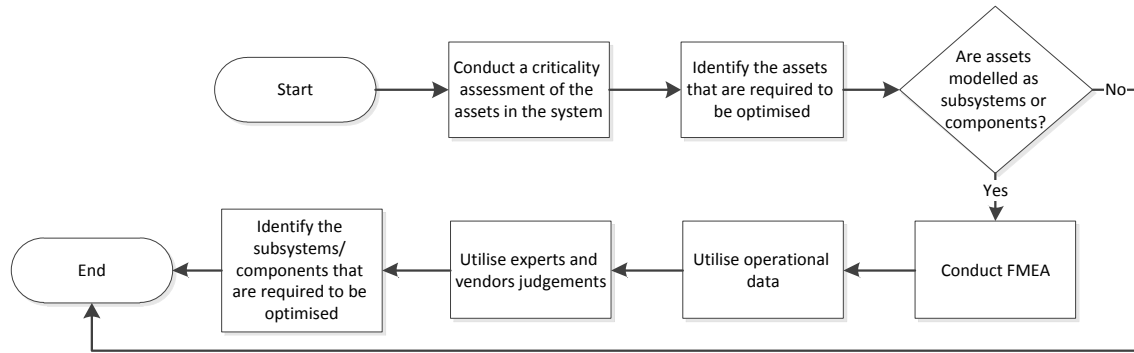 Start
Conduct a criticality
assessment of the
assets in the system
Identify the assets
that are required to
be optimised
Are assets
modelled as
subsystems or
components?
No
Yes
Conduct FMEA
Utilise operational
data
Utilise experts and
vendors judgements
Identify the
subsystems/
components that
are required to be
optimised
End